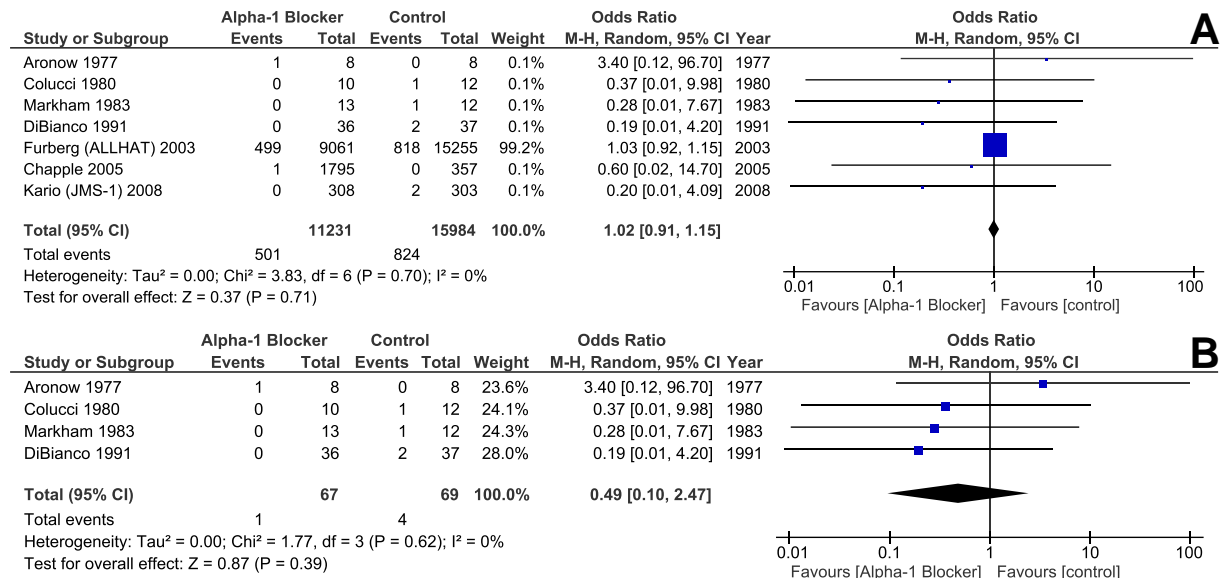 A
Alpha-1 Blocker Control Odds Ratio Odds Ratio
Study or Subgroup Events Total Events Total Weight M-H, Random, 95% CI Year M-H, Random, 95% CI
Aronow 1977 1 8 0 8 0.1% 3.40 [0.12, 96.70] 1977
Colucci 1980 0 10 1 12 0.1% 0.37 [0.01, 9.98] 1980
Markham 1983 0 13 1 12 0.1% 0.28 [0.01, 7.67] 1983
DiBianco 1991 0 36 2 37 0.1% 0.19 [0.01, 4.20] 1991
Furberg (ALLHAT) 2003 499 9061 818 15255 99.2% 1.03 [0.92, 1.15] 2003
Chapple 2005 1 1795 0 357 0.1% 0.60 [0.02, 14.70] 2005
Kario (JMS-1) 2008 0 308 2 303 0.1% 0.20 [0.01, 4.09] 2008
Total (95% CI) 11231 15984 100.0% 1.02 [0.91, 1.15]
Total events 501 824
Heterogeneity: Tau² = 0.00; Chi² = 3.83, df = 6 (P = 0.70); I² = 0%
Test for overall effect: Z = 0.37 (P = 0.71)
0.01 0.1 1 10 100
Favours [Alpha-1 Blocker] Favours [control]
B
Alpha-1 Blocker Control Odds Ratio Odds Ratio
Study or Subgroup Events Total Events Total Weight M-H, Random, 95% CI Year M-H, Random, 95% CI
Aronow 1977 1 8 0 8 23.6% 3.40 [0.12, 96.70] 1977
Colucci 1980 0 10 1 12 24.1% 0.37 [0.01, 9.98] 1980
Markham 1983 0 13 1 12 24.3% 0.28 [0.01, 7.67] 1983
DiBianco 1991 0 36 2 37 28.0% 0.19 [0.01, 4.20] 1991
Total (95% CI) 67 69 100.0% 0.49 [0.10, 2.47]
Total events 1 4
Heterogeneity: Tau² = 0.00; Chi² = 1.77, df = 3 (P = 0.62); I² = 0%
Test for overall effect: Z = 0.87 (P = 0.39)
0.01 0.1 1 10 100
Favours [Alpha-1 Blocker] Favours [control]